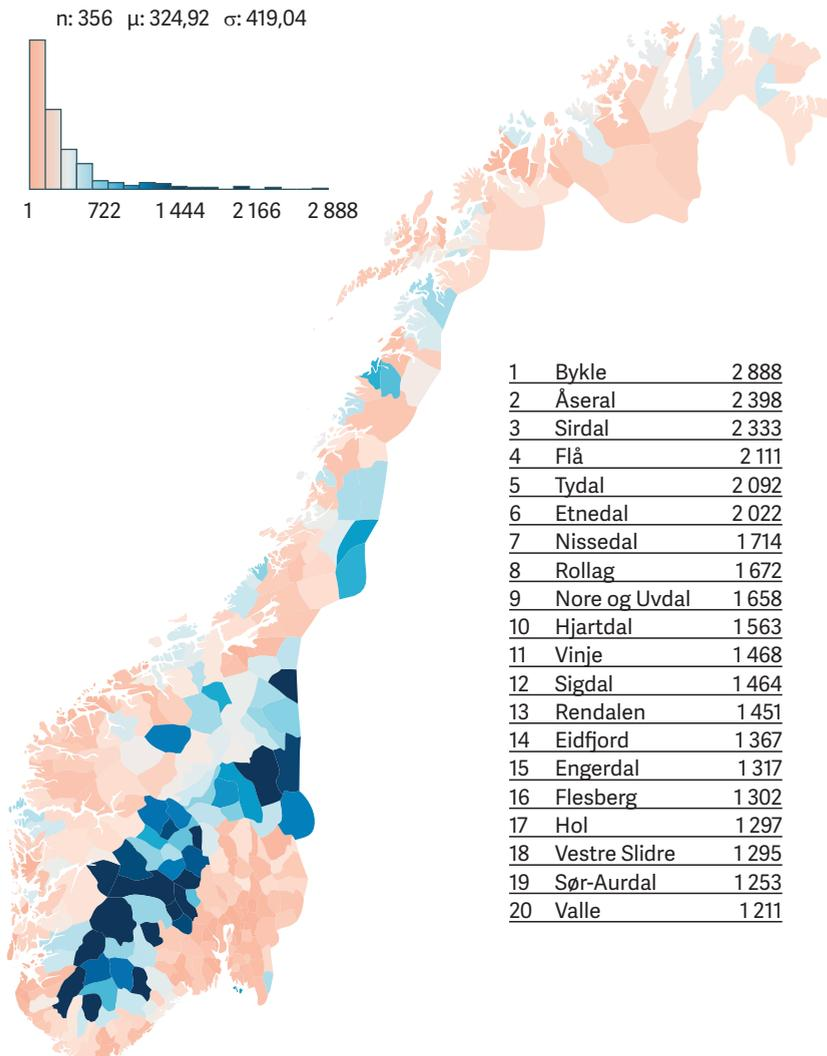 n: 356 μ: 324,92 σ: 419,04
1 722 1 444 2 166 2 888
1 Bykle 2 888
2 Åseral 2 398
3 Sirdal 2 333
4 Flå 2 111
5 Tydal 2 092
6 Etnedal 2 022
7 Nissedal 1 714
8 Rollag 1 672
9 Nore og Uvdal 1 658
10 Hjartdal 1 563
11 Vinje 1 468
12 Sigdal 1 464
13 Rendalen 1 451
14 Eidfjord 1 367
15 Engerdal 1 317
16 Flesberg 1 302
17 Hol 1 297
18 Vestre Slidre 1 295
19 Sør-Aurdal 1 253
20 Valle 1 211